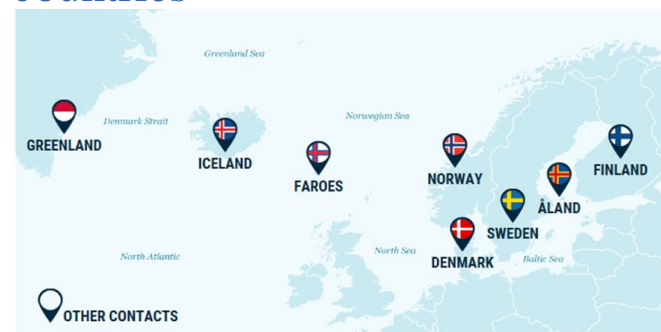 countries
Greenland Sea
Denmark Strait
Norwegian Sea
GREENLAND
ICELAND
FAROES
NORWAY
FINLAND
ÅLAND
SWEDEN
DENMARK
North Sea
Baltic Sea
North Atlantic
OTHER CONTACTS